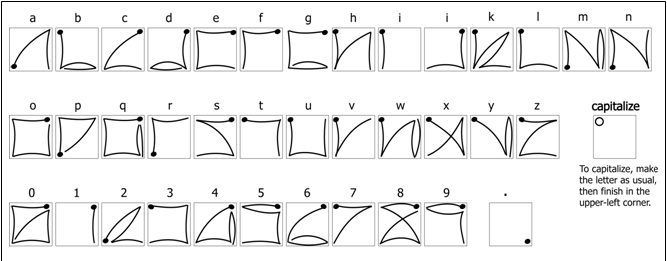 a b c d e f g h i i k l m n
o p q r s t u v w x y z capitalize
To capitalize, make
the letter as usual,
then finish in the
upper-left corner.
0 1 2 3 4 5 6 7 8 9 .